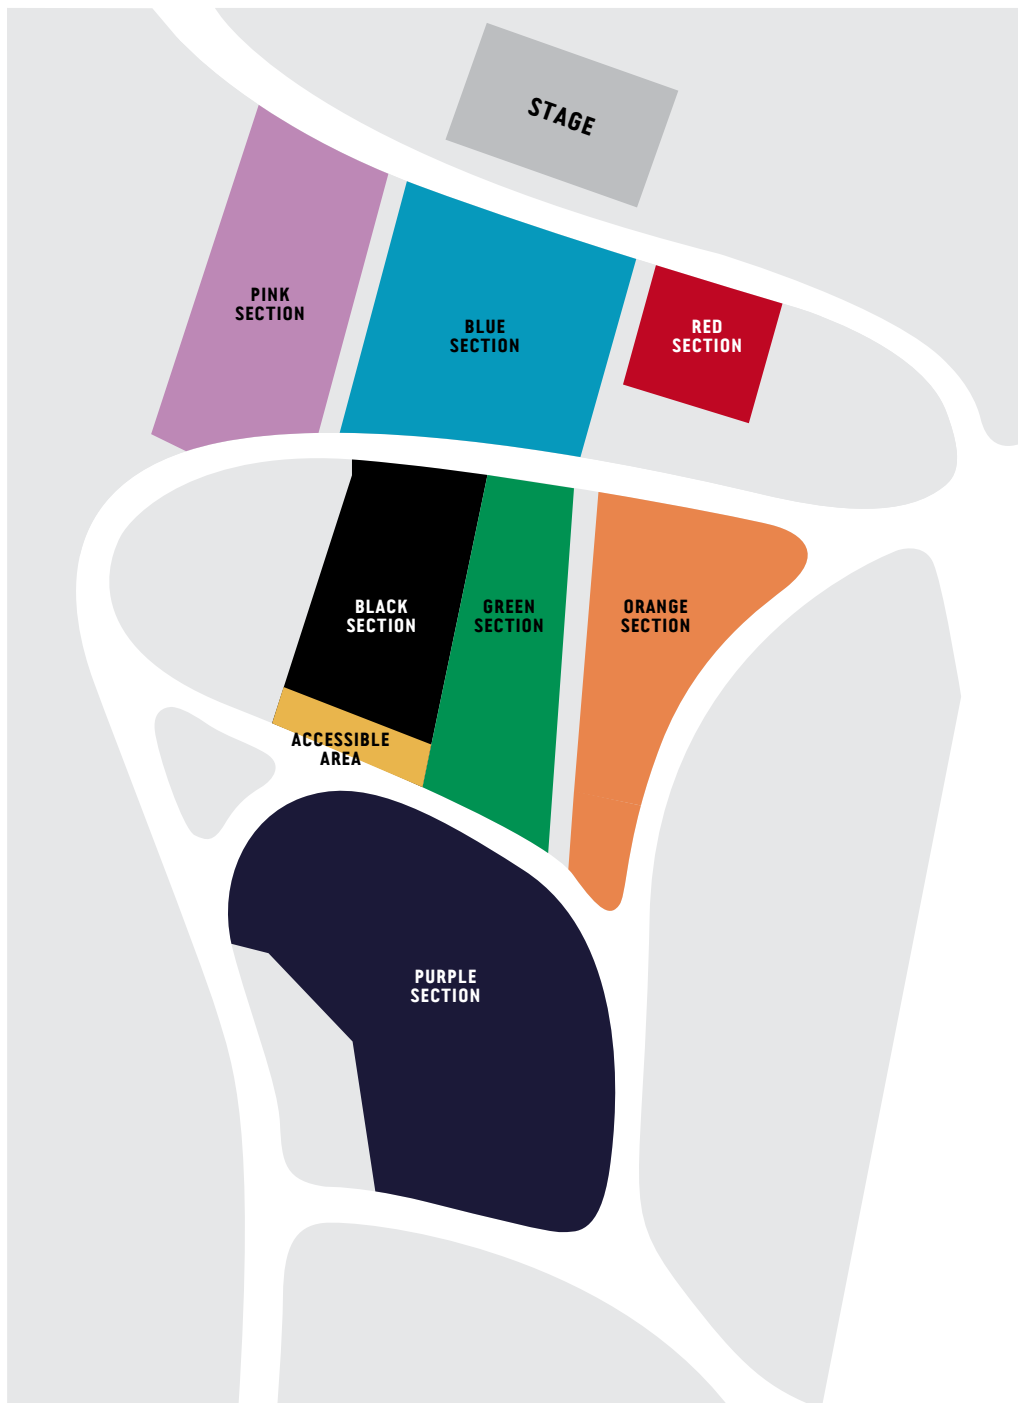 STAGE
PINK
SECTION
BLUE
SECTION
RED
SECTION
BLACK
SECTION
GREEN
SECTION
ORANGE
SECTION
ACCESSIBLE
AREA
PURPLE
SECTION